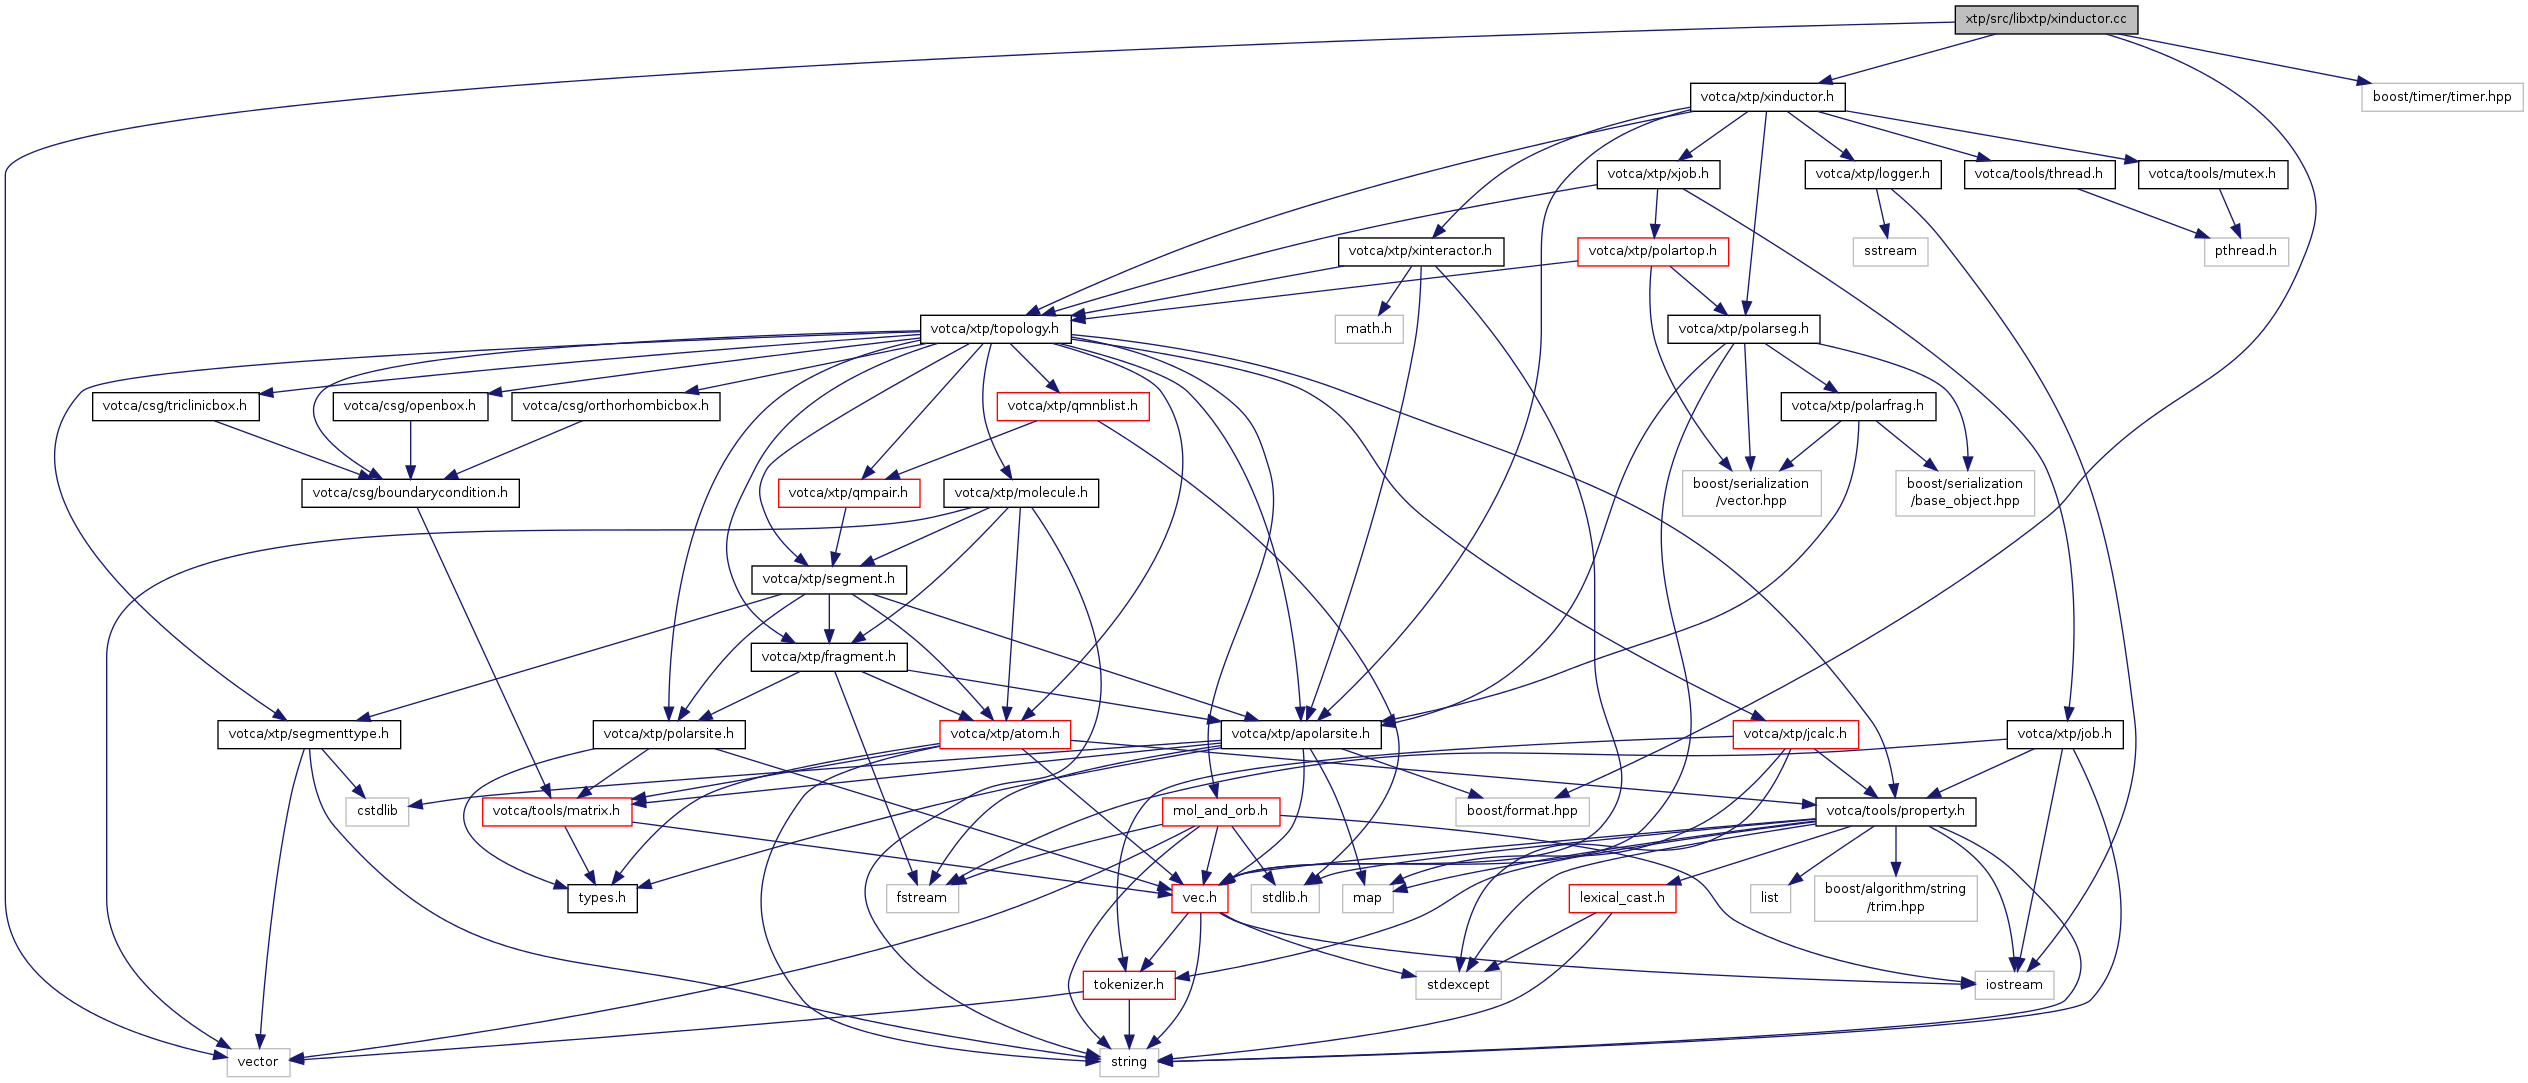 xtp/src/libxtp/xinductor.cc
votca/xtp/xinductor.h
boost/timer/timer.hpp
votca/xtp/xjob.h
votca/xtp/logger.h
votca/tools/thread.h
votca/tools/mutex.h
votca/xtp/xinteractor.h
votca/xtp/polartop.h
sstream
pthread.h
votca/xtp/topology.h
math.h
votca/xtp/polarseg.h
votca/csg/triclinicbox.h
votca/csg/openbox.h
votca/csg/orthorhombicbox.h
votca/xtp/qmnblist.h
votca/xtp/polarfrag.h
votca/csg/boundarycondition.h
votca/xtp/qmpair.h
votca/xtp/molecule.h
boost/serialization
/vector.hpp
boost/serialization
/base_object.hpp
votca/xtp/segment.h
votca/xtp/fragment.h
votca/xtp/segmenttype.h
votca/xtp/polarsite.h
votca/xtp/atom.h
votca/xtp/apolarsite.h
votca/xtp/jcalc.h
votca/xtp/job.h
cstdlib
votca/tools/matrix.h
mol_and_orb.h
boost/format.hpp
votca/tools/property.h
types.h
fstream
vec.h
stdlib.h
map
lexical_cast.h
list
boost/algorithm/string
/trim.hpp
tokenizer.h
stdexcept
iostream
vector
string